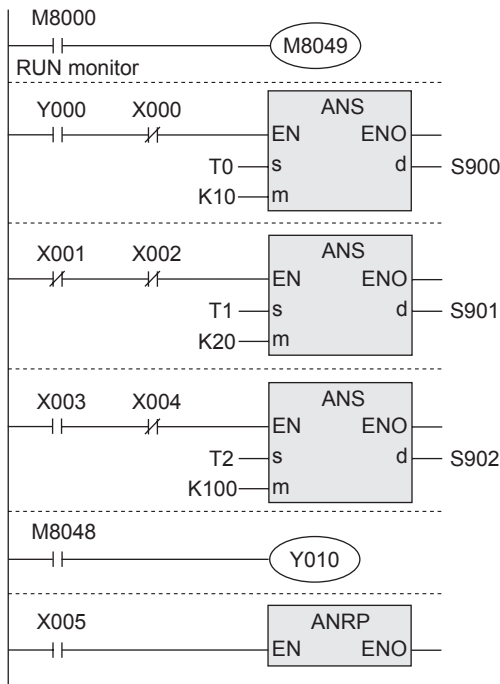 M8000
M8049
RUN monitor
Y000 X000 ANS
EN ENO
T0 s d S900
K10 m
X001 X002 ANS
EN ENO
T1 s d S901
K20 m
X003 X004 ANS
EN ENO
T2 s d S902
K100 m
M8048
Y010
X005 ANRP
EN ENO